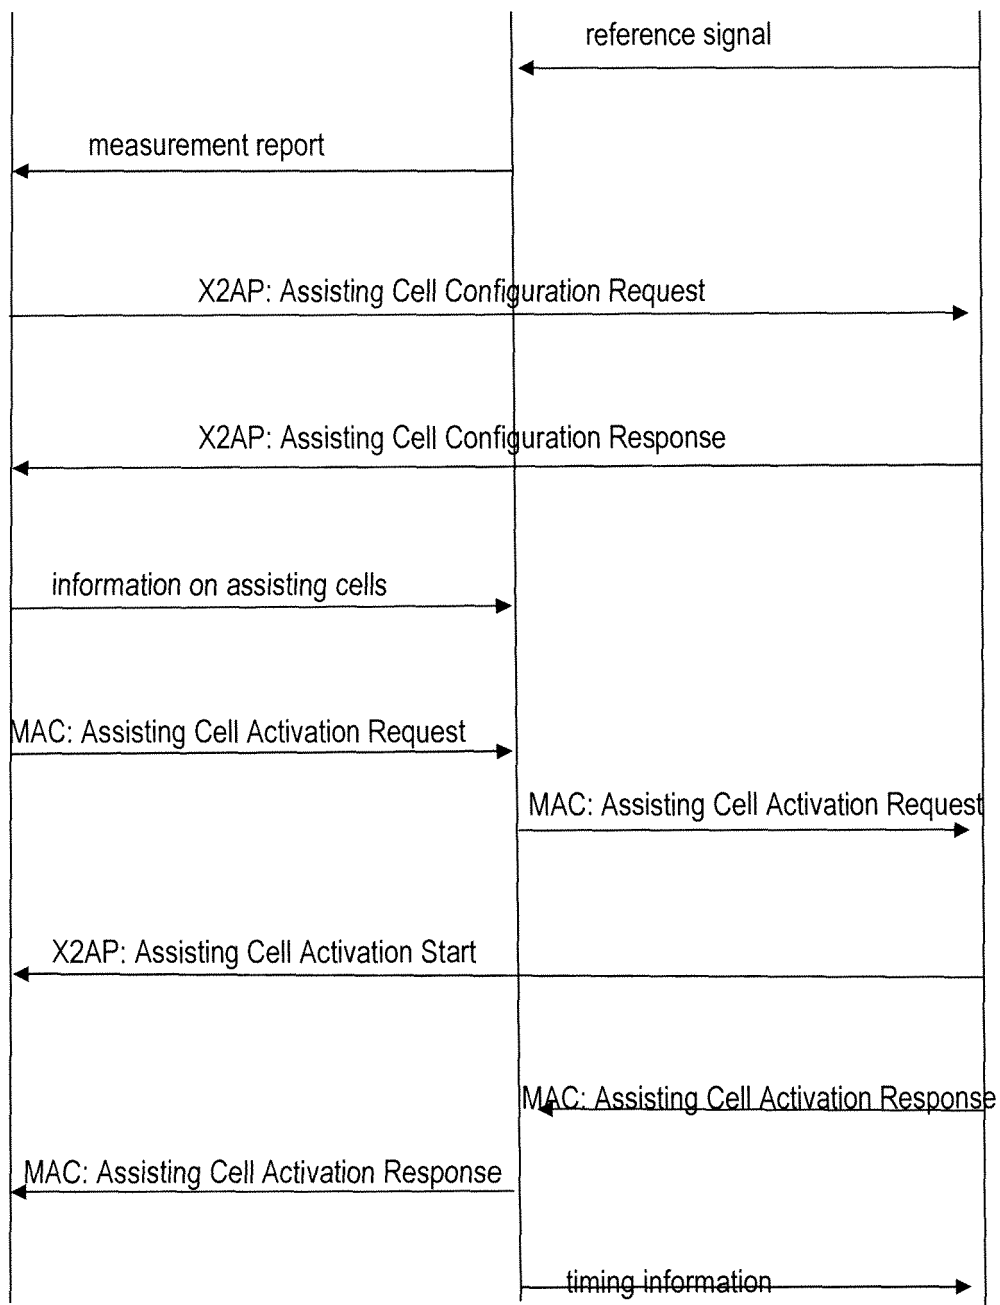 reference signal
measurement report
X2AP: Assisting Cell Configuration Request
X2AP: Assisting Cell Configuration Response
information on assisting cells
MAC: Assisting Cell Activation Request
MAC: Assisting Cell Activation Request
X2AP: Assisting Cell Activation Start
MAC: Assisting Cell Activation Response
MAC: Assisting Cell Activation Response
timing information